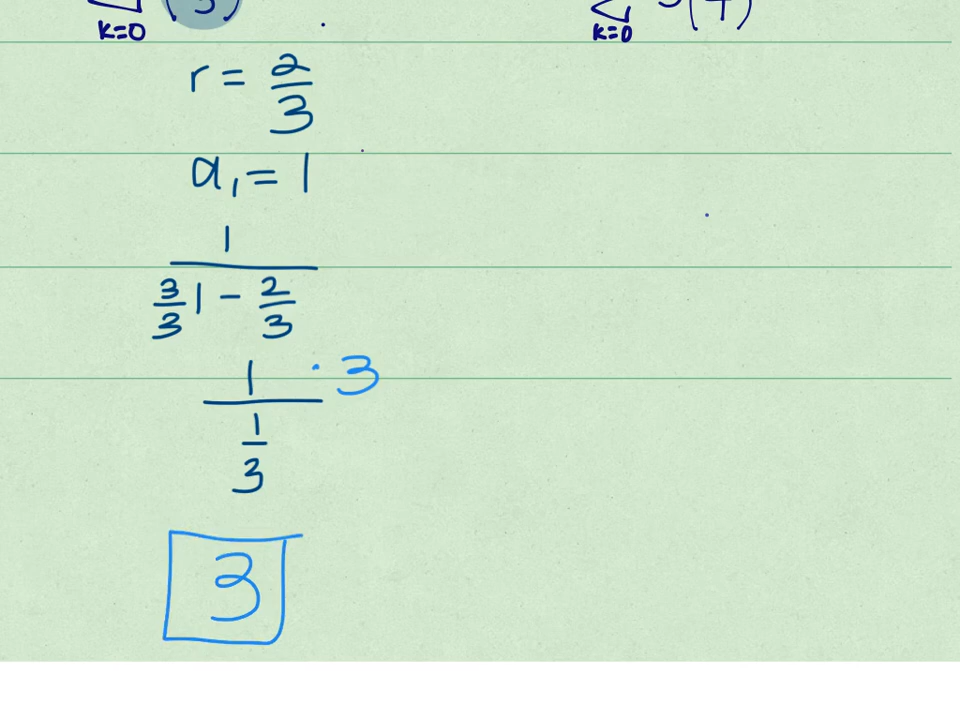 k=0 k=0
r = 2/3
a₁ = 1
1
3/3 1 - 2/3
1 · 3
1/3
3